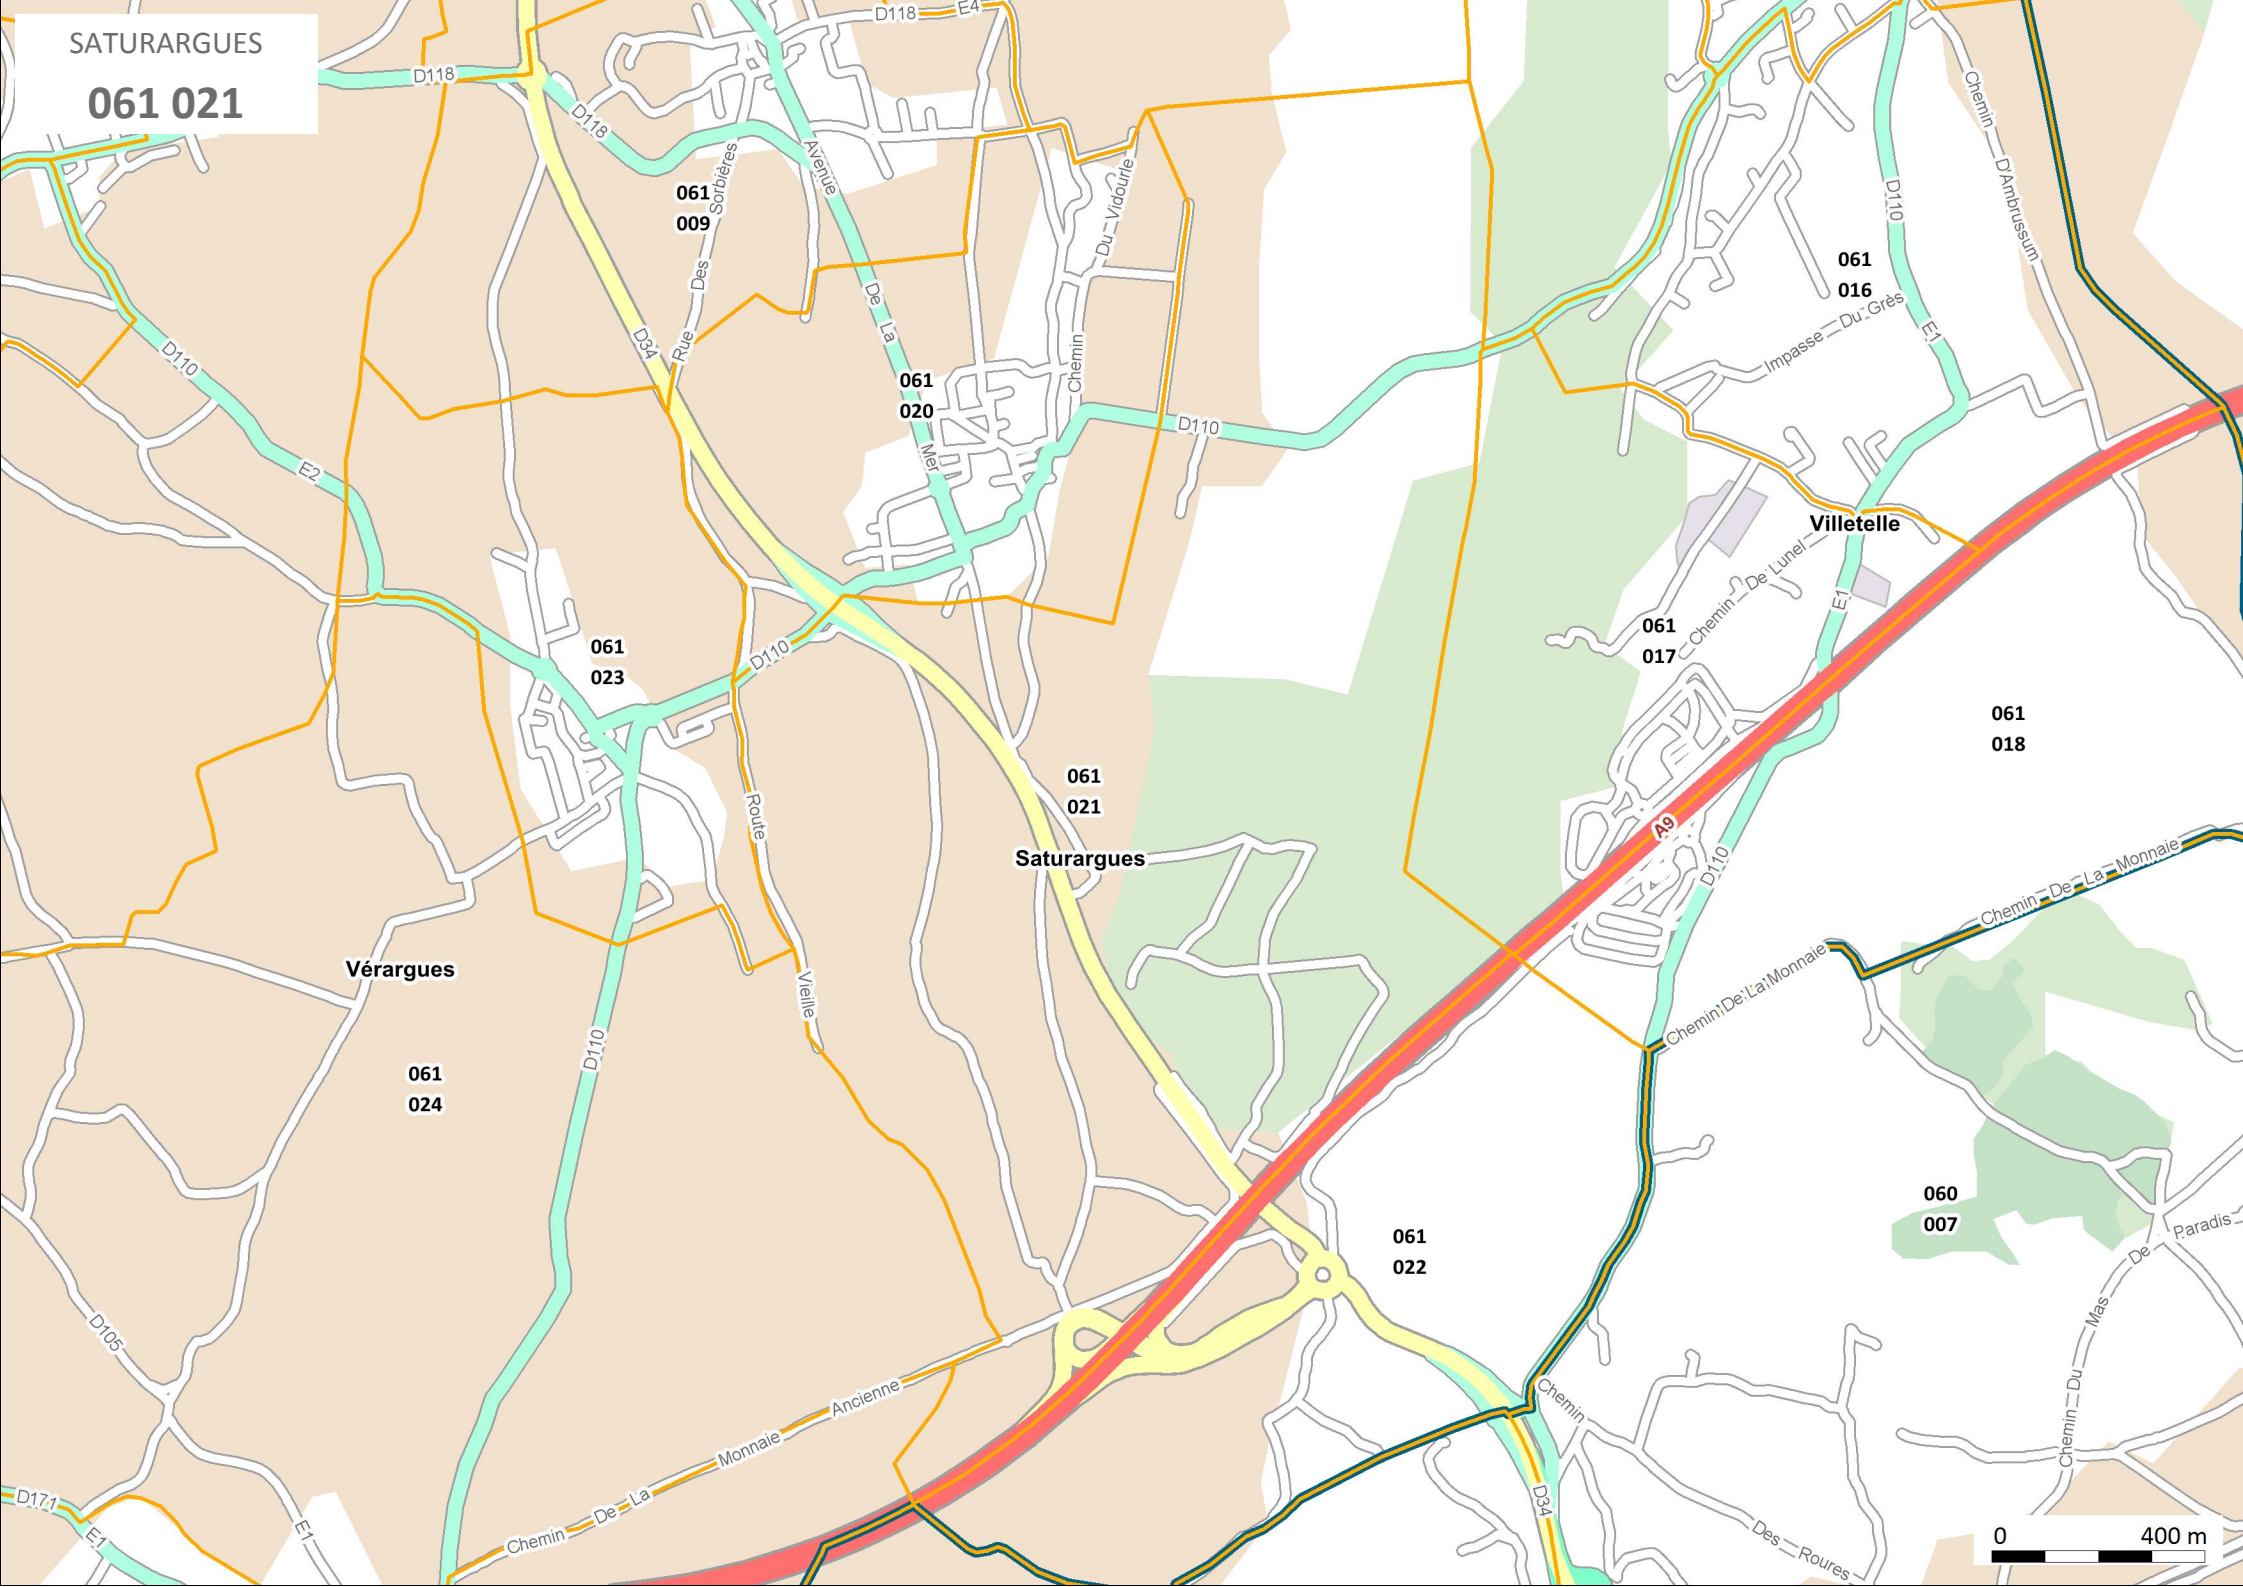 SATURARGUES
061 021
D118
E4
D118
D118
Avenue
De
La
Mer
061
009
Rue
Des
Sorbières
Chemin
Du
Vidourle
D34
D110
E2
061
020
D110
Chemin
D'Ambrussum
D110
E1
061
016
Impasse
Du
Grès
Villetelle
Chemin
De
Lunel
E1
061
017
061
018
061
023
D110
Route
Vieille
061
021
Saturargues
A9
D110
Chemin
De
La
Monnaie
Chemin
De
La
Monnaie
Vérargues
061
024
D110
D105
061
022
060
007
Chemin
Du
Mas
De
Paradis
Chemin
Des
Roures
D34
Chemin
De
La
Monnaie
Ancienne
D171
E1
E1
0 400 m